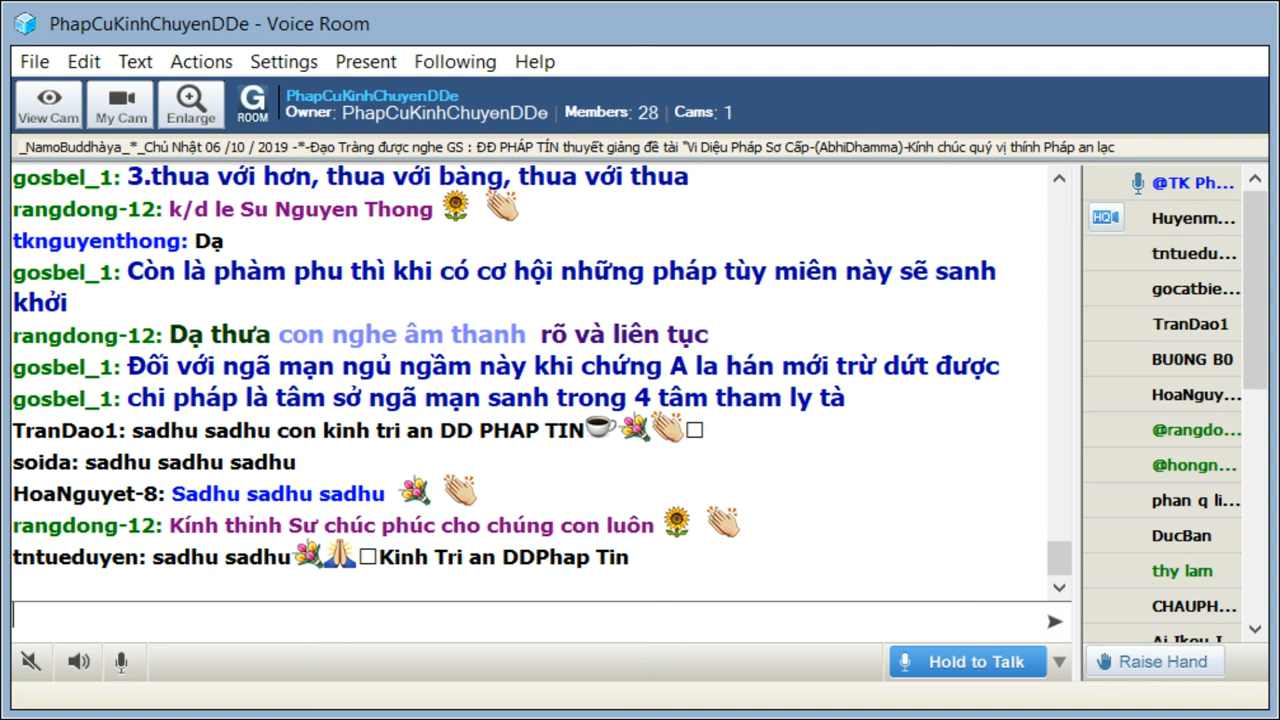 PhapCuKinhChuyenDDe - Voice Room
File Edit Text Actions Settings Present Following Help
View Cam My Cam Enlarge G ROOM PhapCuKinhChuyenDDe
Owner: PhapCuKinhChuyenDDe | Members: 28 | Cams: 1
_NamoBuddhàya_*_Chủ Nhật 06 /10 / 2019 -*-Đạo Tràng được nghe GS : ĐĐ PHÁP TÍN thuyết giảng đề tài "Vi Diệu Pháp Sơ Cấp-(AbhiDhamma)-Kính chúc quý vị thính Pháp an lạc
gosbel_1: 3.thua với hơn, thua với bàng, thua với thua
rangdong-12: k/d le Su Nguyen Thong
tknguyenthong: Dạ
gosbel_1: Còn là phàm phu thì khi có cơ hội những pháp tùy miên này sẽ sanh
khởi
rangdong-12: Dạ thưa con nghe âm thanh rõ và liên tục
gosbel_1: Đối với ngã mạn ngủ ngầm này khi chứng A la hán mới trừ dứt được
gosbel_1: chi pháp là tâm sở ngã mạn sanh trong 4 tâm tham ly tà
TranDao1: sadhu sadhu con kinh tri an DD PHAP TIN
soida: sadhu sadhu sadhu
HoaNguyet-8: Sadhu sadhu sadhu
rangdong-12: Kính thỉnh Sư chúc phúc cho chúng con luôn
tntueduyen: sadhu sadhu Kinh Tri an DDPhap Tin
@TK Ph...
HQ Huyenm...
tntuedu...
gocatbie...
TranDao1
BU0NG B0
HoaNguy...
@rangdo...
@hongn...
phan q li...
DucBan
thy lam
CHAUPH...
Hold to Talk
Raise Hand